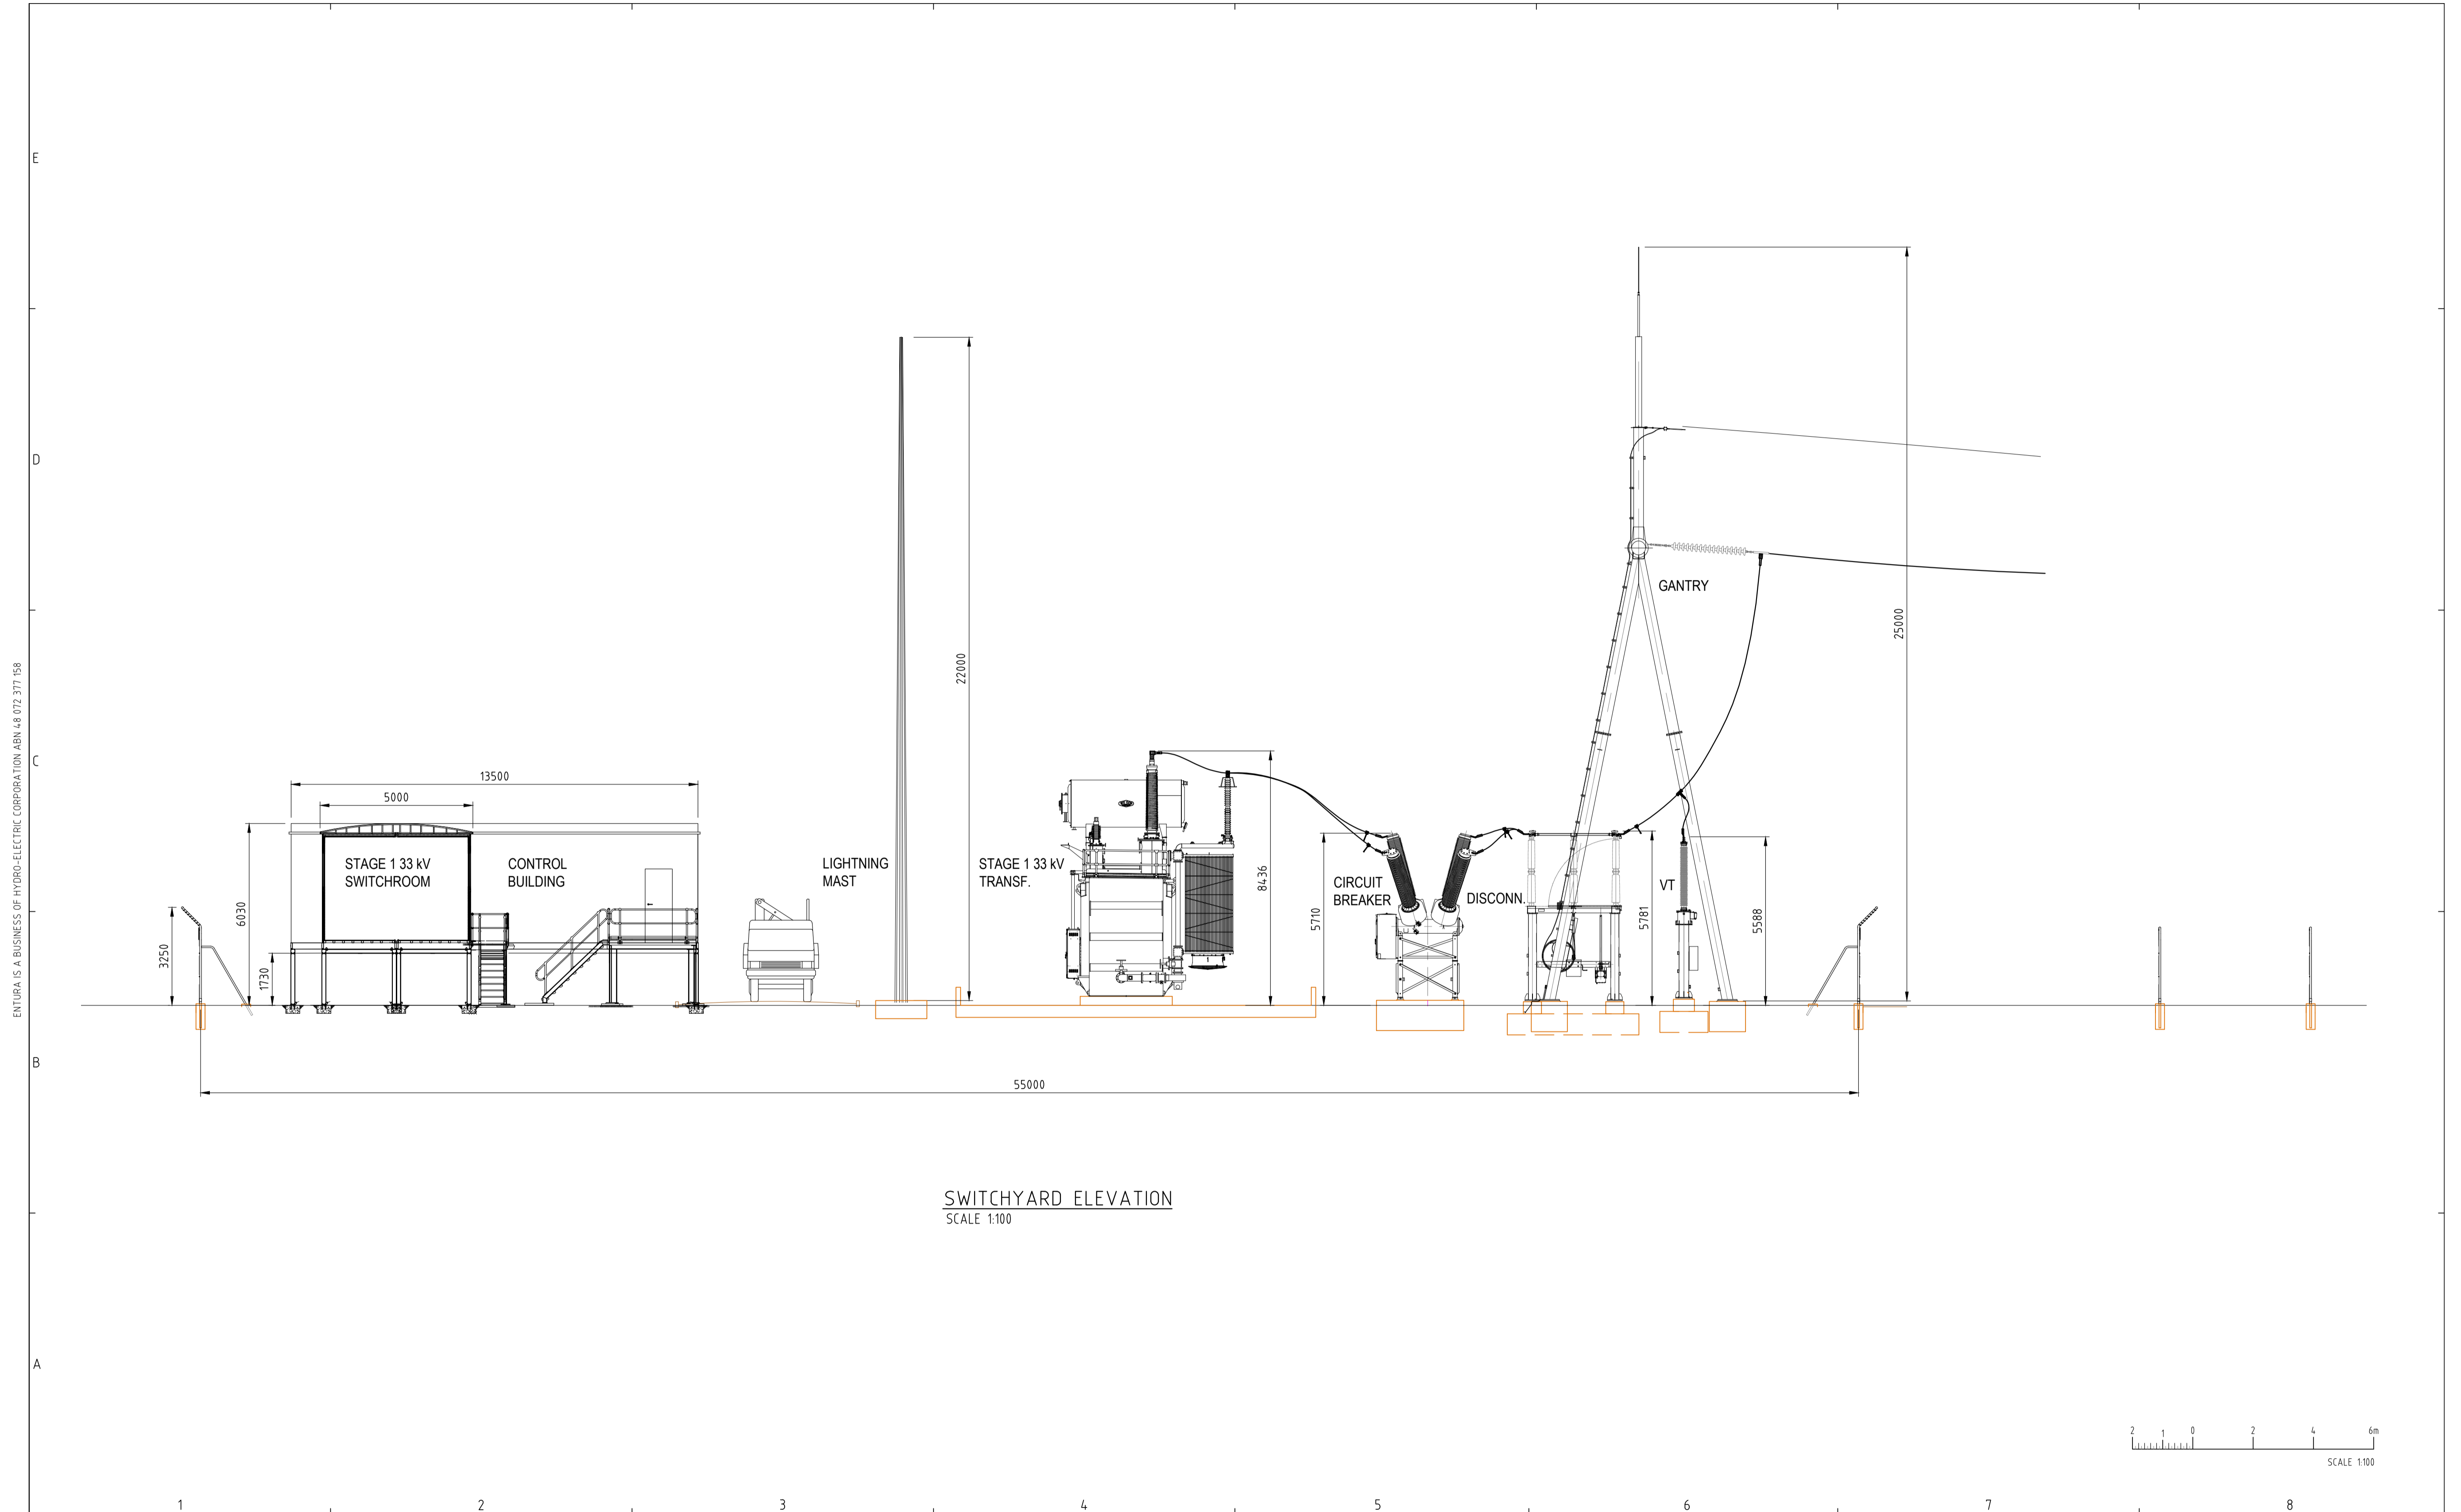 E
D
C
B
A
ENTURA IS A BUSINESS OF HYDRO-ELECTRIC CORPORATION ABN 48 072 377 158
25000
GANTRY
22000
13500
5000
STAGE 1 33 kV
SWITCHROOM
CONTROL
BUILDING
LIGHTNING
MAST
STAGE 1 33 kV
TRANSF.
8436
5710
CIRCUIT
BREAKER
DISCONN.
5781
VT
5588
3250
6030
1730
55000
SWITCHYARD ELEVATION
SCALE 1:100
2 1 0 2 4 6m
SCALE 1:100
1 2 3 4 5 6 7 8